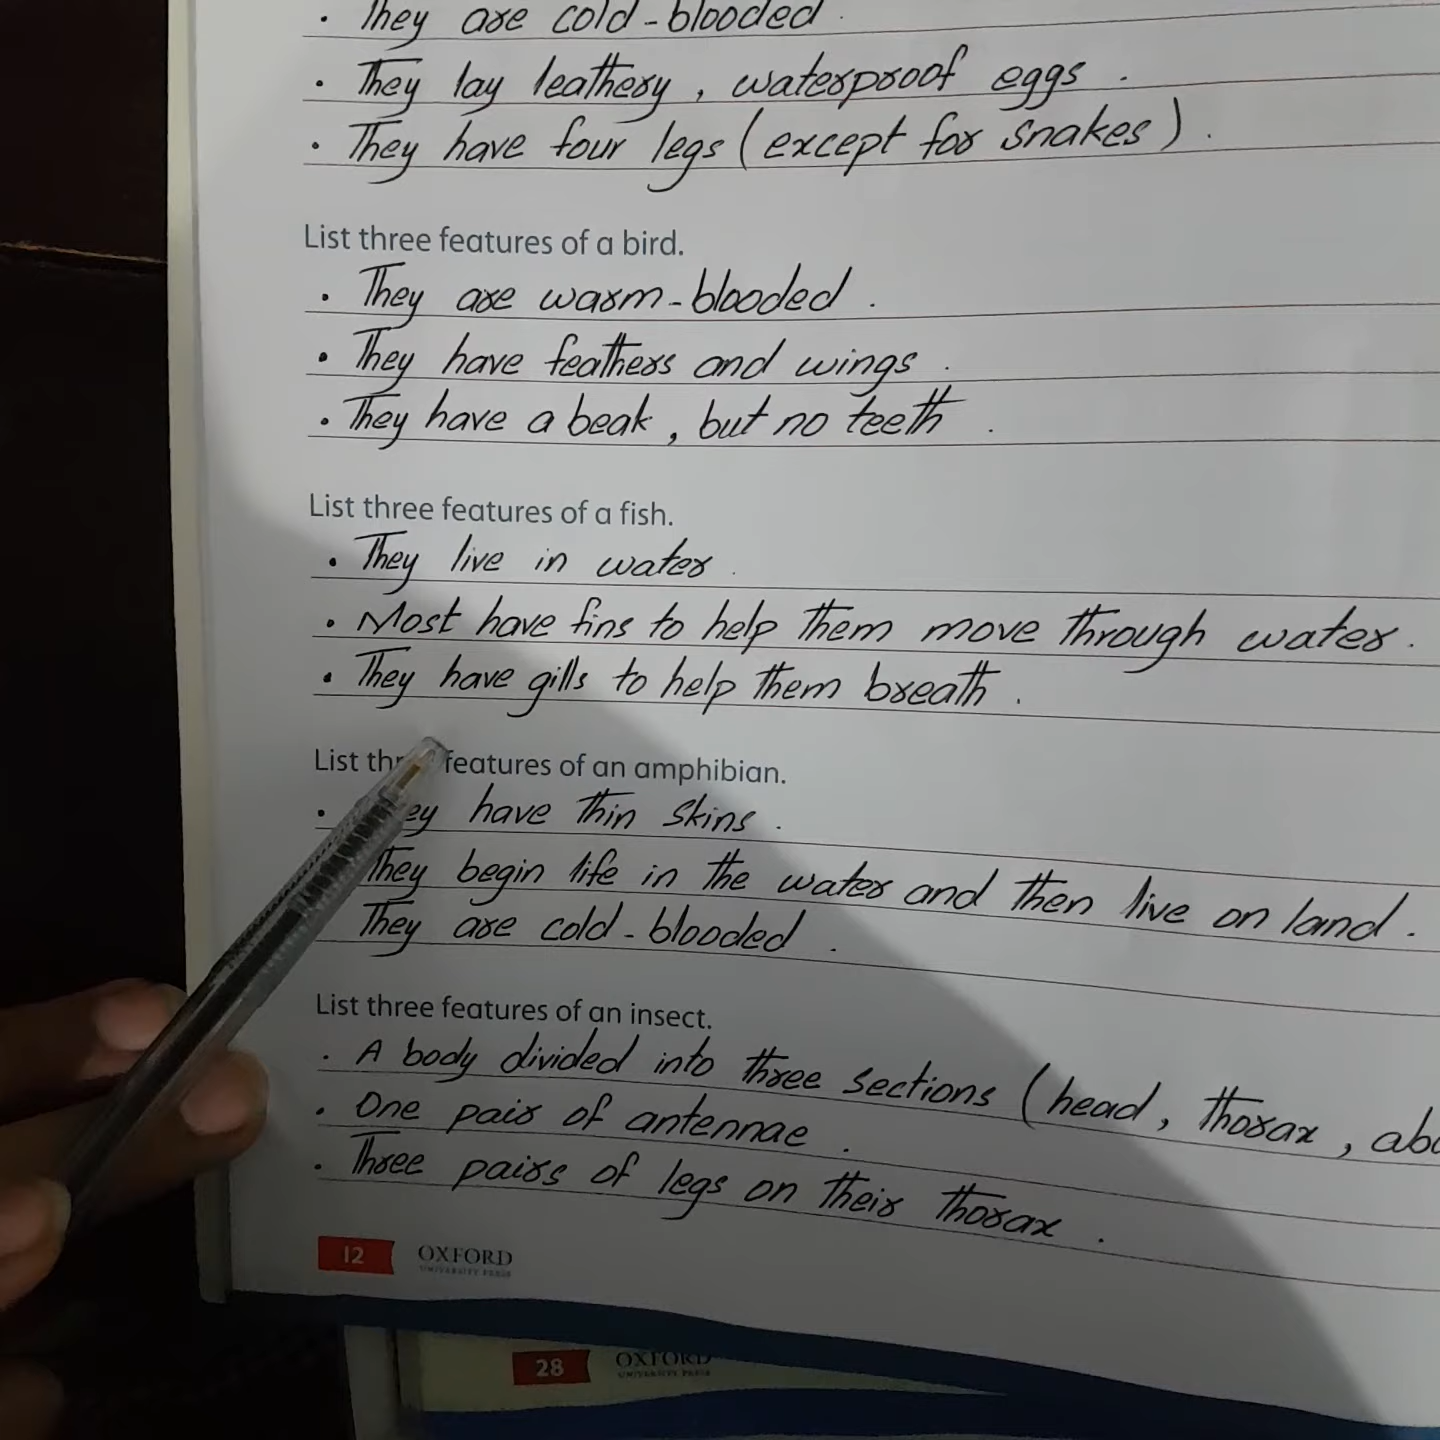 · They are cold-blooded.
· They lay leathery, waterproof eggs.
· They have four legs (except for snakes).
List three features of a bird.
· They are warm-blooded.
· They have feathers and wings.
· They have a beak, but no teeth.
List three features of a fish.
· They live in water.
· Most have fins to help them move through water.
· They have gills to help them breath.
List features of an amphibian.
· have thin skins.
They begin life in the water and then live on land.
They are cold-blooded.
List three features of an insect.
· A body divided into three sections (head, thorax,
· One pair of antennae.
· Three pairs of legs on their thorax.
12 OXFORD
UNIVERSITY PRESS
28 OXFORD
UNIVERSITY PRESS